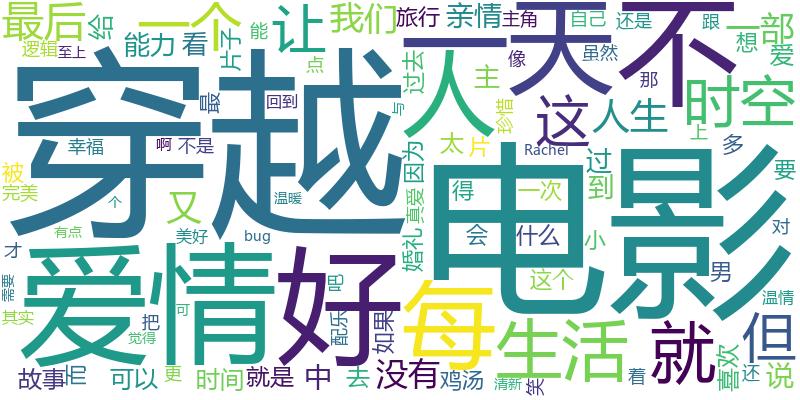 最后 给 一个 让 我们 旅行 亲情 主角 自己 还是 跟 一部
逻辑 至上 能力 看 片子 能 点 像 虽然 想 爱
穿越 一天 人 不 过去 主 那 时空
最 回到 与 珍惜 这 人生 上
幸福 啊 不是 太 片 多
被 完美 个 温暖 因为 Rachel 过 到 要
又 真爱 得 一次 电影
才 有点 美好 bug 婚礼 会 什么 小 对
爱情 好 吧 每 这个 男 温情
需要 其实 把 可 觉得 配乐 如果 生活 就 但
故事 而 可以 更 时间 就是 中 去 没有 鸡汤 清新 笑 着 喜欢 还 说